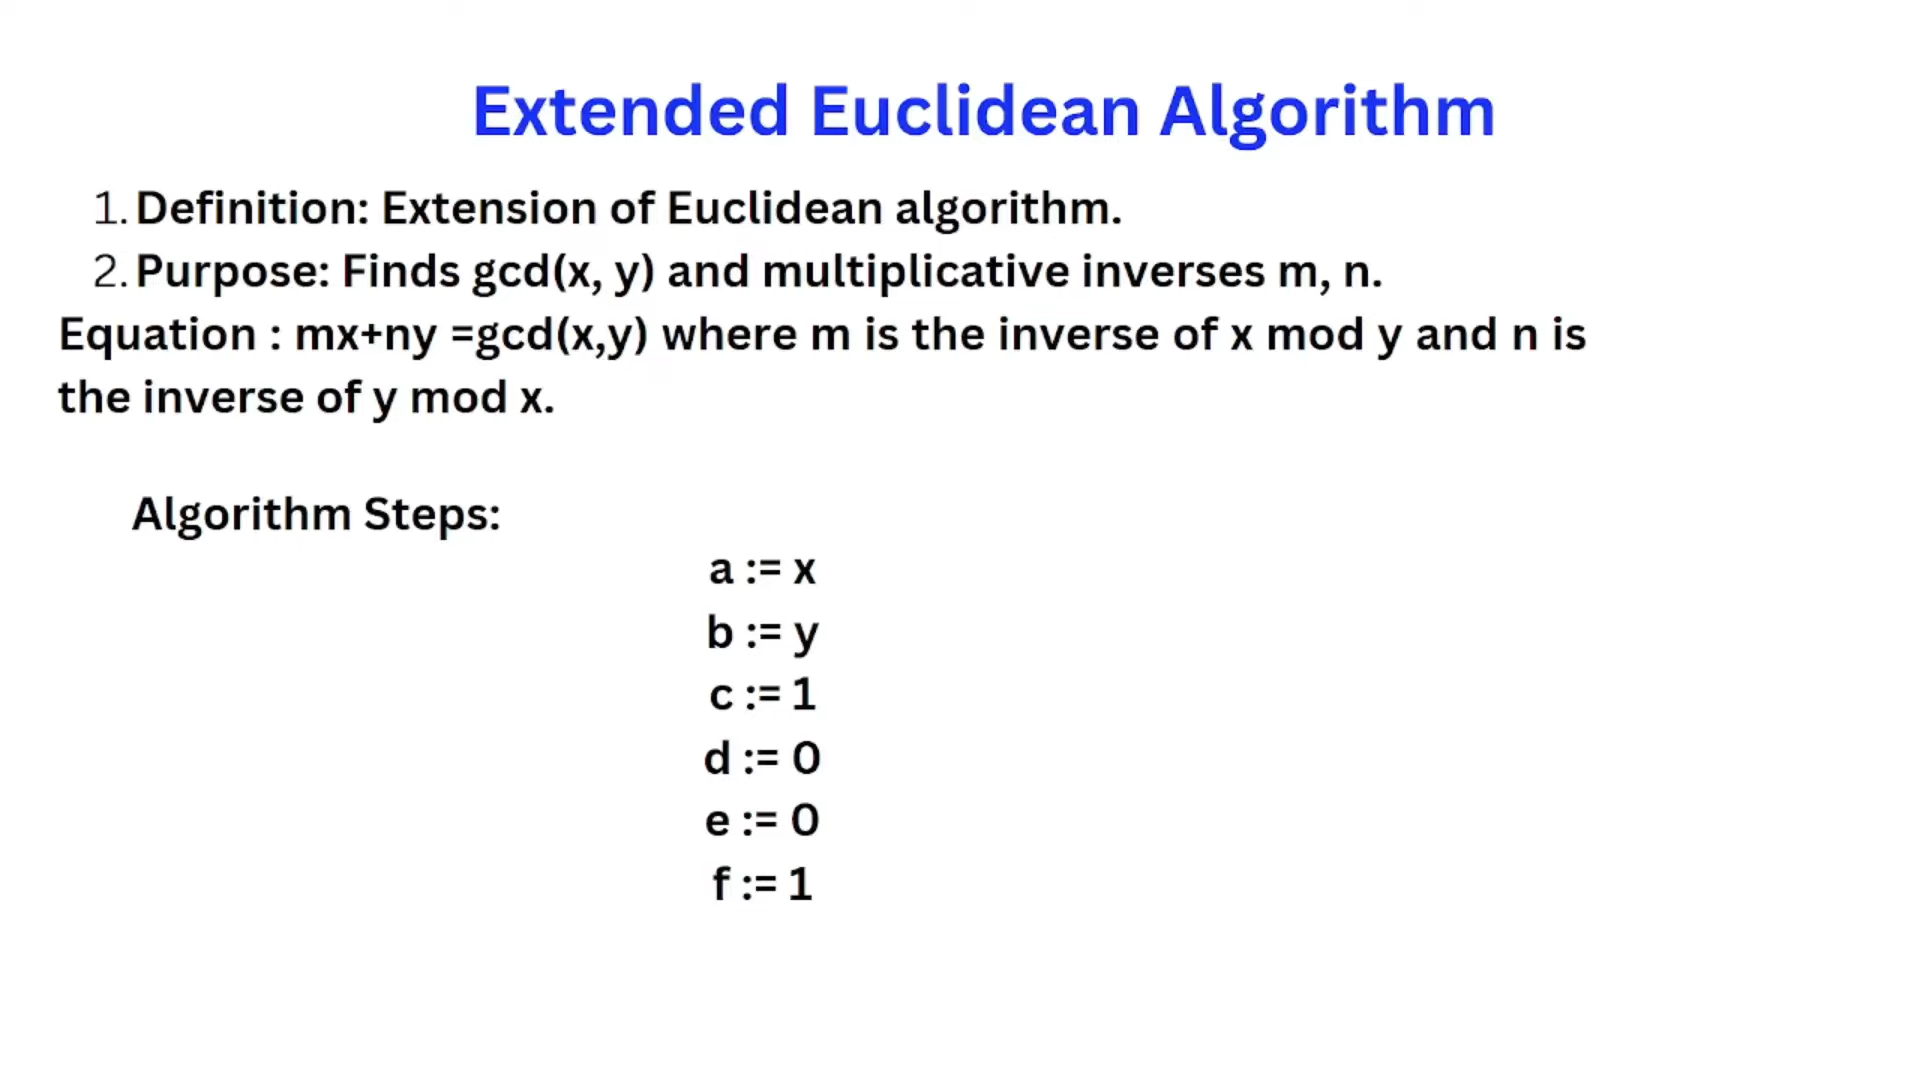 Extended Euclidean Algorithm
1. Definition: Extension of Euclidean algorithm.
2. Purpose: Finds gcd(x, y) and multiplicative inverses m, n.
Equation : mx+ny =gcd(x,y) where m is the inverse of x mod y and n is
the inverse of y mod x.
Algorithm Steps:
a := x
b := y
c := 1
d := 0
e := 0
f := 1